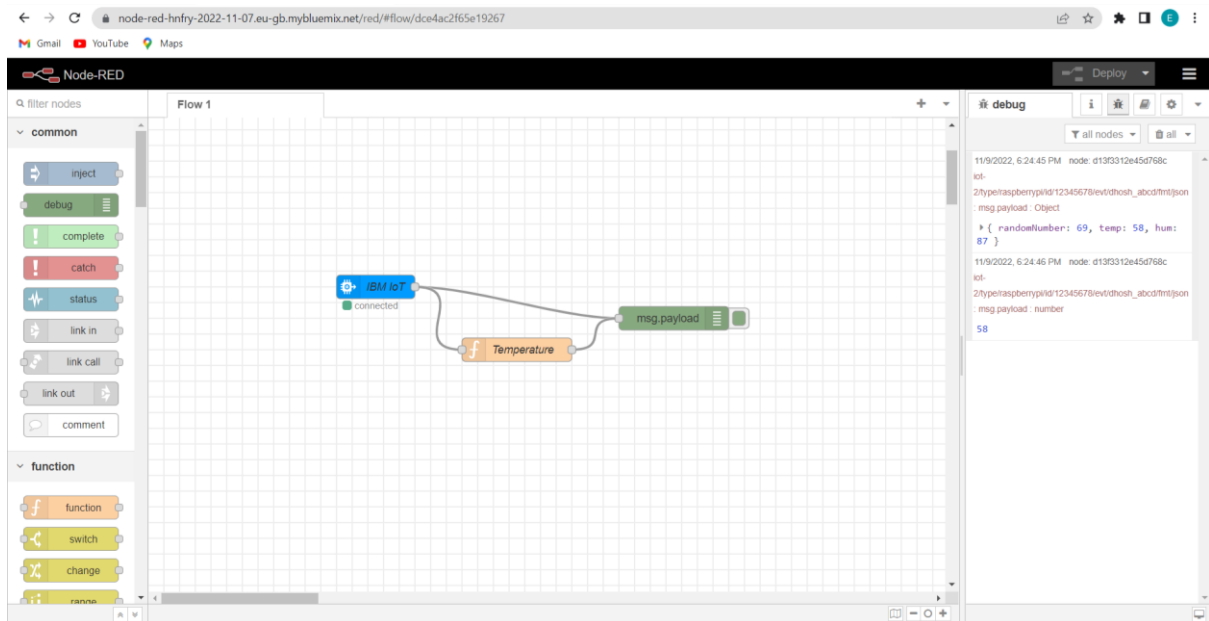 node-red-hnfry-2022-11-07.eu-gb.mybluemix.net/red/#flow/dce4ac2f65e19267
E
Gmail YouTube Maps
Node-RED
Deploy
filter nodes
Flow 1
debug
i
all nodes
all
common
inject
debug
complete
catch
status
link in
link call
link out
comment
function
function
switch
change
range
IBM IoT
connected
Temperature
msg.payload
11/9/2022, 6:24:45 PM node: d13f3312e45d768c
iot-
2/type/raspberrypi/id/12345678/evt/dhosh_abcd/fmt/json
: msg.payload : Object
{ randomNumber: 69, temp: 58, hum:
87 }
11/9/2022, 6:24:46 PM node: d13f3312e45d768c
iot-
2/type/raspberrypi/id/12345678/evt/dhosh_abcd/fmt/json
: msg.payload : number
58